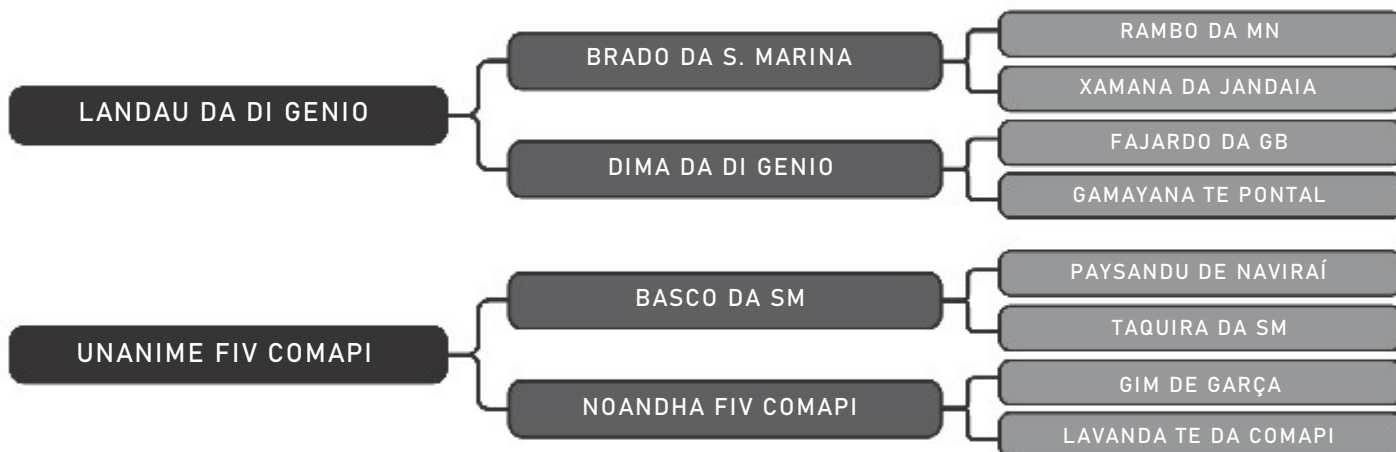 LANDAU DA DI GENIO
BRADO DA S. MARINA
RAMBO DA MN
XAMANA DA JANDAIA
DIMA DA DI GENIO
FAJARDO DA GB
GAMAYANA TE PONTAL
UNANIME FIV COMAPI
BASCO DA SM
PAYSANDU DE NAVIRAÍ
TAQUIRA DA SM
NOANDHA FIV COMAPI
GIM DE GARÇA
LAVANDA TE DA COMAPI